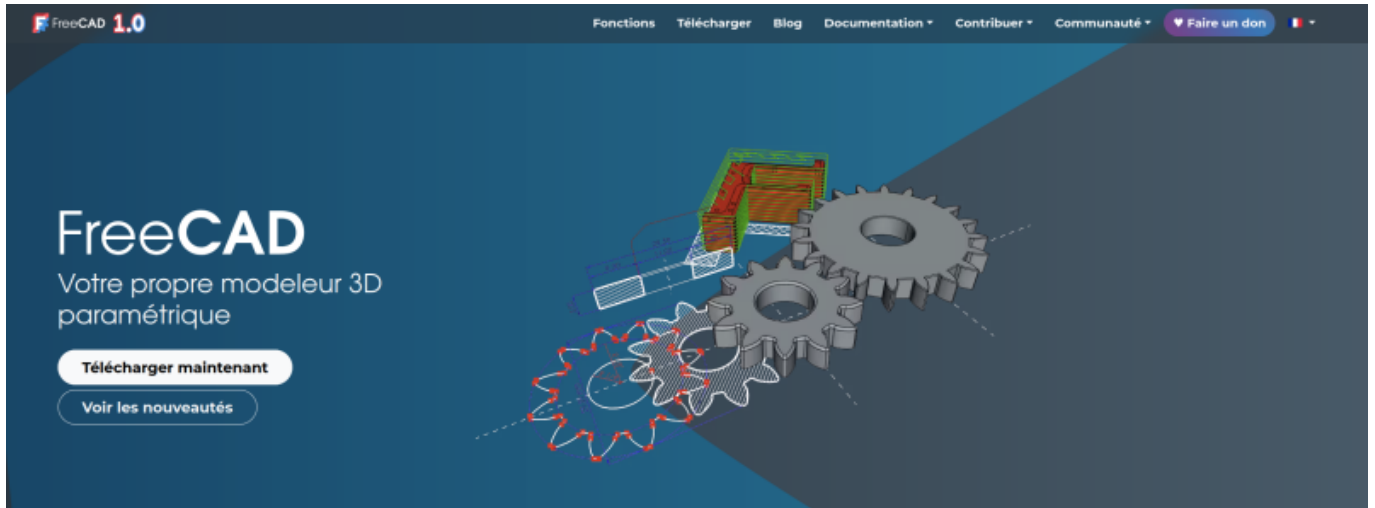 FreeCAD 1.0
Fonctions Télécharger Blog Documentation Contribuer Communauté ♥ Faire un don
FreeCAD
Votre propre modeleur 3D
paramétrique
Télécharger maintenant
Voir les nouveautés